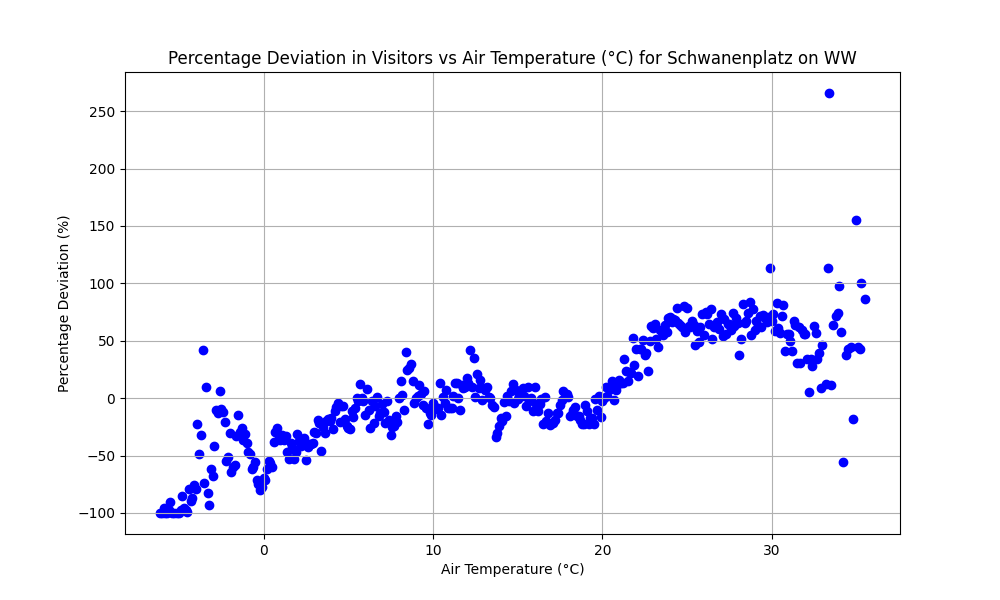 Percentage Deviation in Visitors vs Air Temperature (°C) for Schwanenplatz on WW
Percentage Deviation (%)
250
200
150
100
50
0
−50
−100
0 10 20 30
Air Temperature (°C)